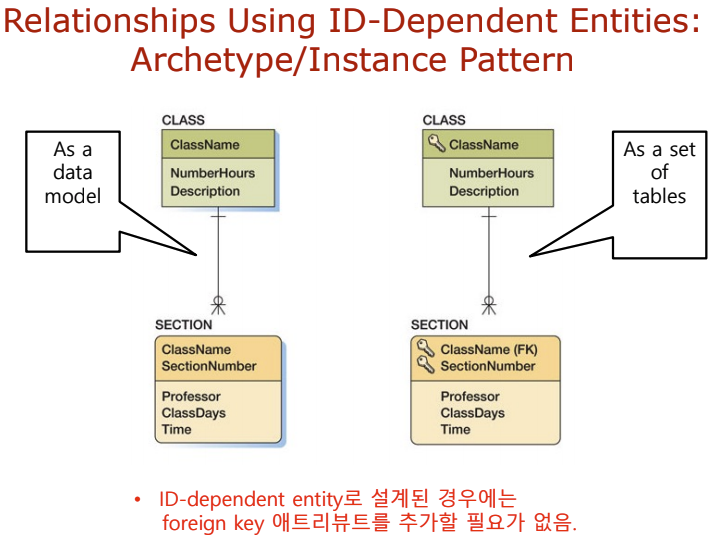 Relationships Using ID-Dependent Entities:
Archetype/Instance Pattern
As a
data
model
CLASS
ClassName
NumberHours
Description
SECTION
ClassName
SectionNumber
Professor
ClassDays
Time
CLASS
ClassName
NumberHours
Description
SECTION
ClassName (FK)
SectionNumber
Professor
ClassDays
Time
As a set
of
tables
• ID-dependent entity로 설계된 경우에는
foreign key 애트리뷰트를 추가할 필요가 없음.